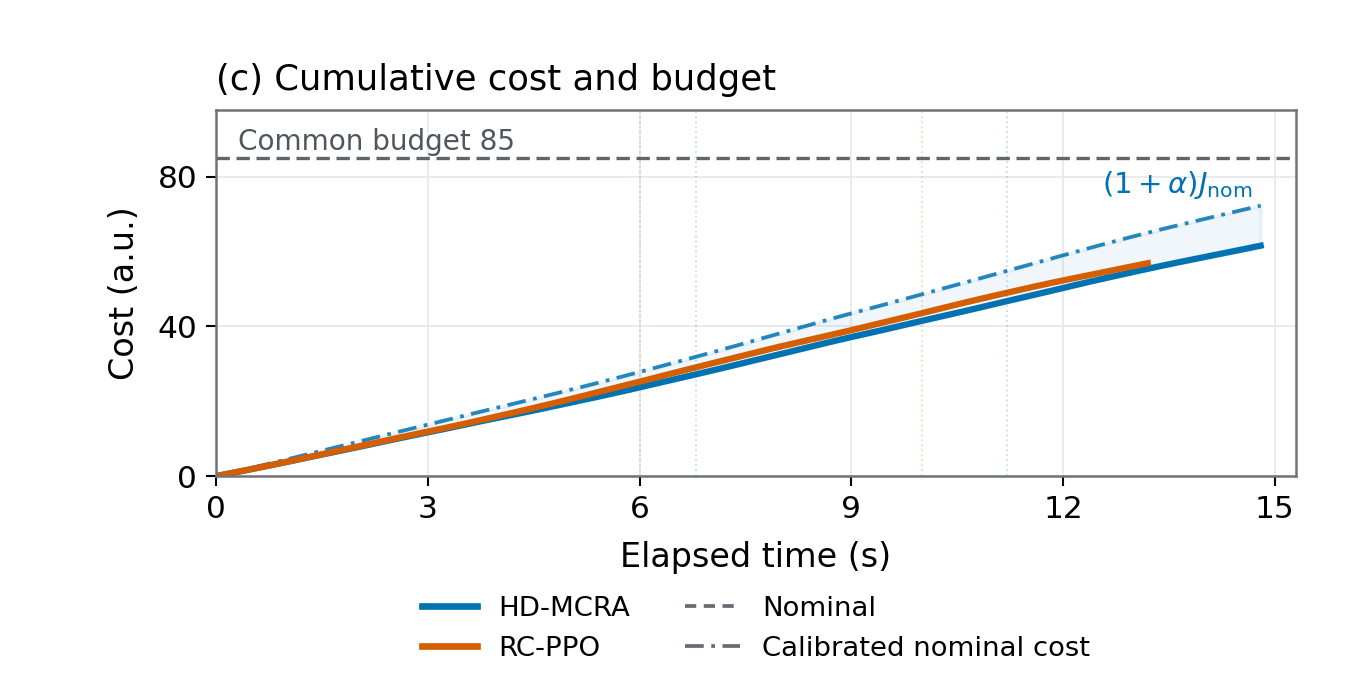 (c) Cumulative cost and budget
Common budget 85
(1 + α)J_nom
80
40
0
Cost (a.u.)
0 3 6 9 12 15
Elapsed time (s)
HD-MCRA
RC-PPO
Nominal
Calibrated nominal cost